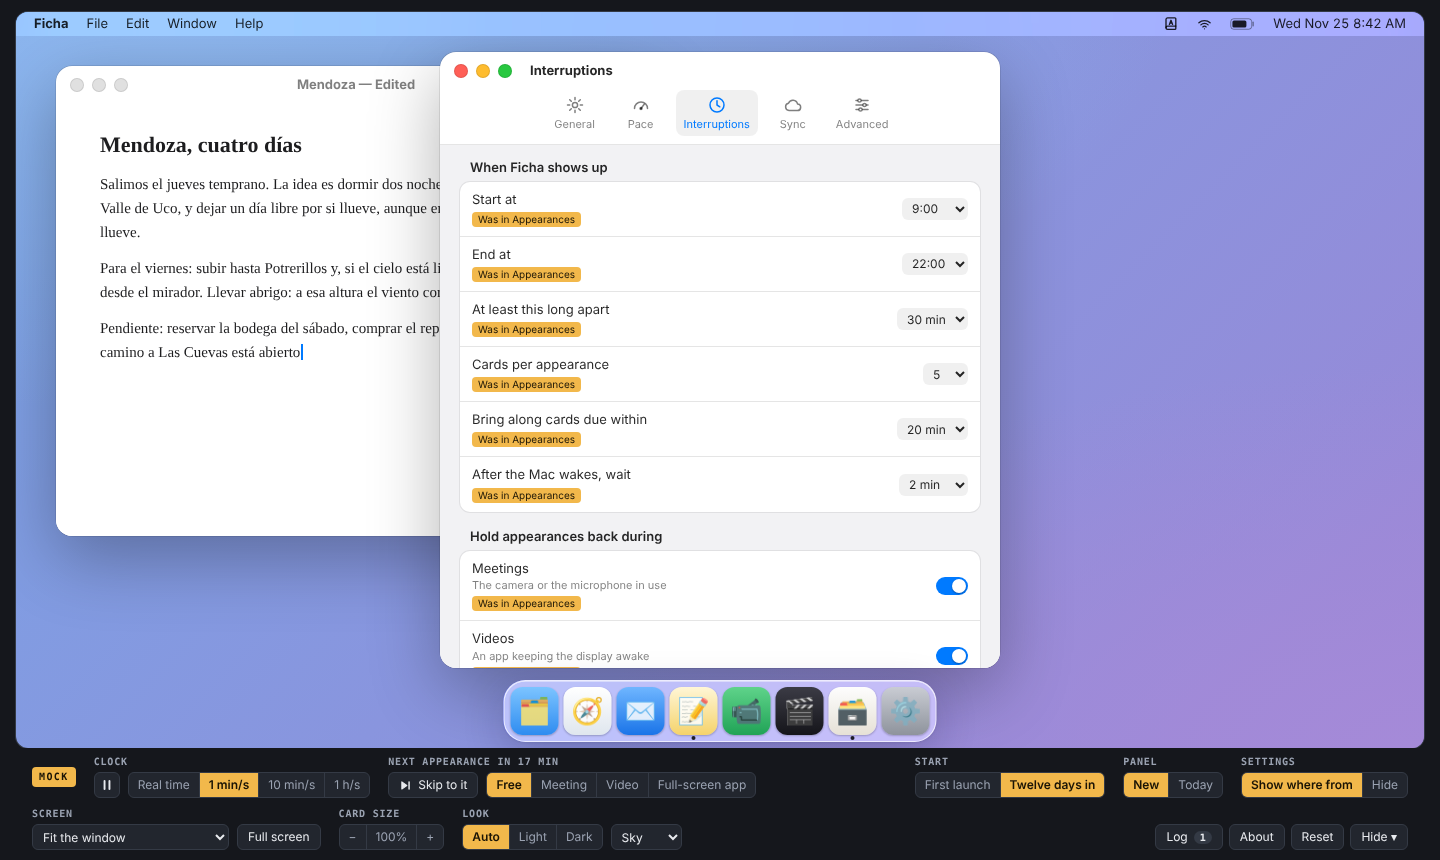 Ficha File Edit Window Help
Wed Nov 25 8:42 AM
Mendoza — Edited
Mendoza, cuatro días
Salimos el jueves temprano. La idea es dormir dos noche
Valle de Uco, y dejar un día libre por si llueve, aunque
llueve.
Para el viernes: subir hasta Potrerillos y, si el cielo está
desde el mirador. Llevar abrigo: a esa altura el viento
Pendiente: reservar la bodega del sábado, comprar el
camino a Las Cuevas está abierto
Interruptions
General Pace Interruptions Sync Advanced
When Ficha shows up
Start at
Was in Appearances
9:00
End at
Was in Appearances
22:00
At least this long apart
Was in Appearances
30 min
Cards per appearance
Was in Appearances
5
Bring along cards due within
Was in Appearances
20 min
After the Mac wakes, wait
Was in Appearances
2 min
Hold appearances back during
Meetings
The camera or the microphone in use
Was in Appearances
Videos
An app keeping the display awake
MOCK
CLOCK
Real time 1 min/s 10 min/s 1 h/s
NEXT APPEARANCE IN 17 MIN
Skip to it
Free Meeting Video Full-screen app
START
First launch Twelve days in
PANEL
New Today
SETTINGS
Show where from Hide
SCREEN
Fit the window
Full screen
CARD SIZE
− 100% +
LOOK
Auto Light Dark
Sky
Log 1
About
Reset
Hide ▾